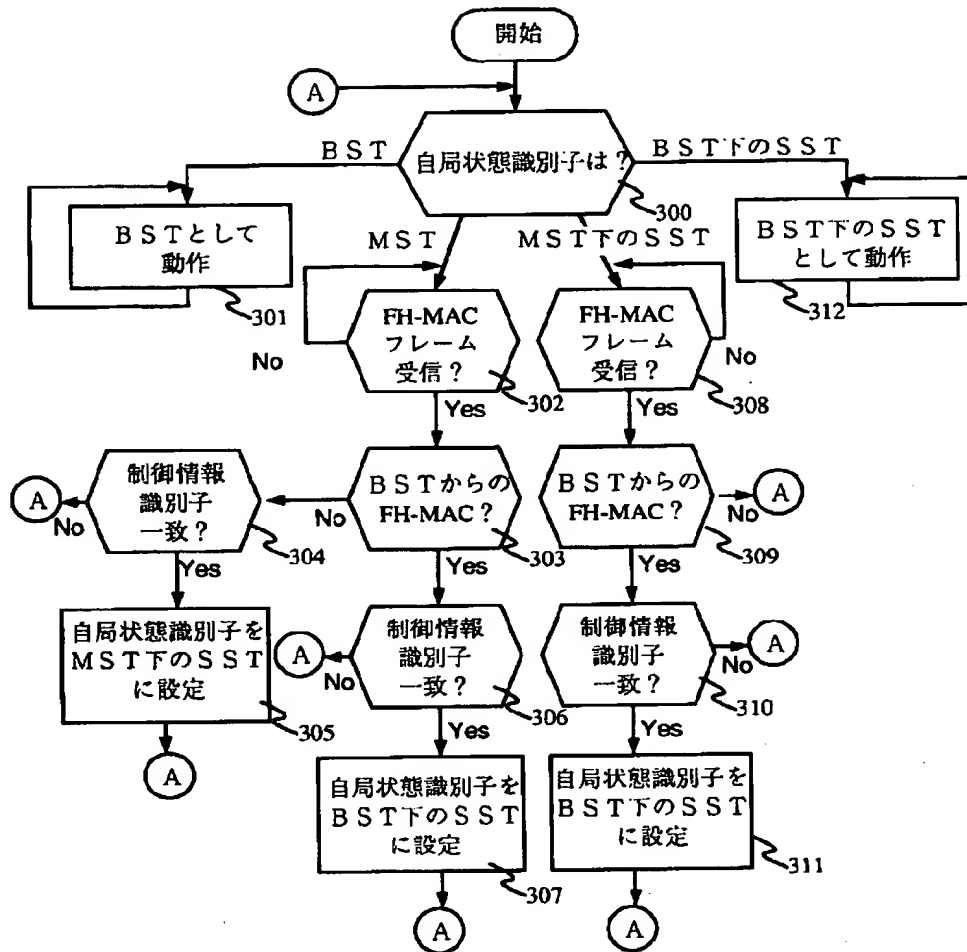 開始
A
BST
自局状態識別子は？
BST下のSST
300
BSTとして
動作
301
MST
MST下のSST
BST下のSST
として動作
312
FH-MAC
フレーム
受信？
No
302
Yes
FH-MAC
フレーム
受信？
No
308
Yes
A
No
制御情報
識別子
一致？
304
Yes
No
BSTからの
FH-MAC？
303
Yes
BSTからの
FH-MAC？
309
No
A
Yes
自局状態識別子を
MST下のSST
に設定
305
A
A
No
制御情報
識別子
一致？
306
Yes
制御情報
識別子
一致？
310
No
A
Yes
自局状態識別子を
BST下のSST
に設定
307
A
自局状態識別子を
BST下のSST
に設定
311
A